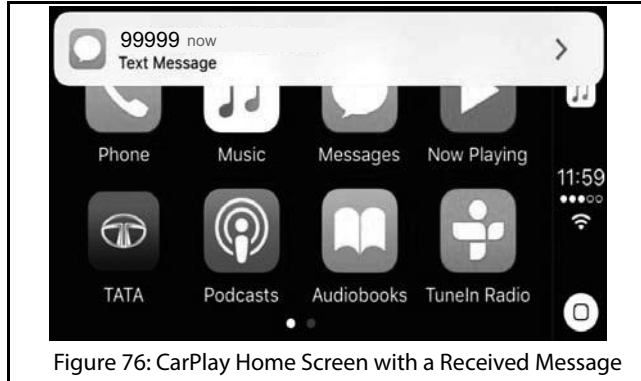 99999 now
Text Message
Phone Music Messages Now Playing
11:59
TATA Podcasts Audiobooks TuneIn Radio
Figure 76: CarPlay Home Screen with a Received Message